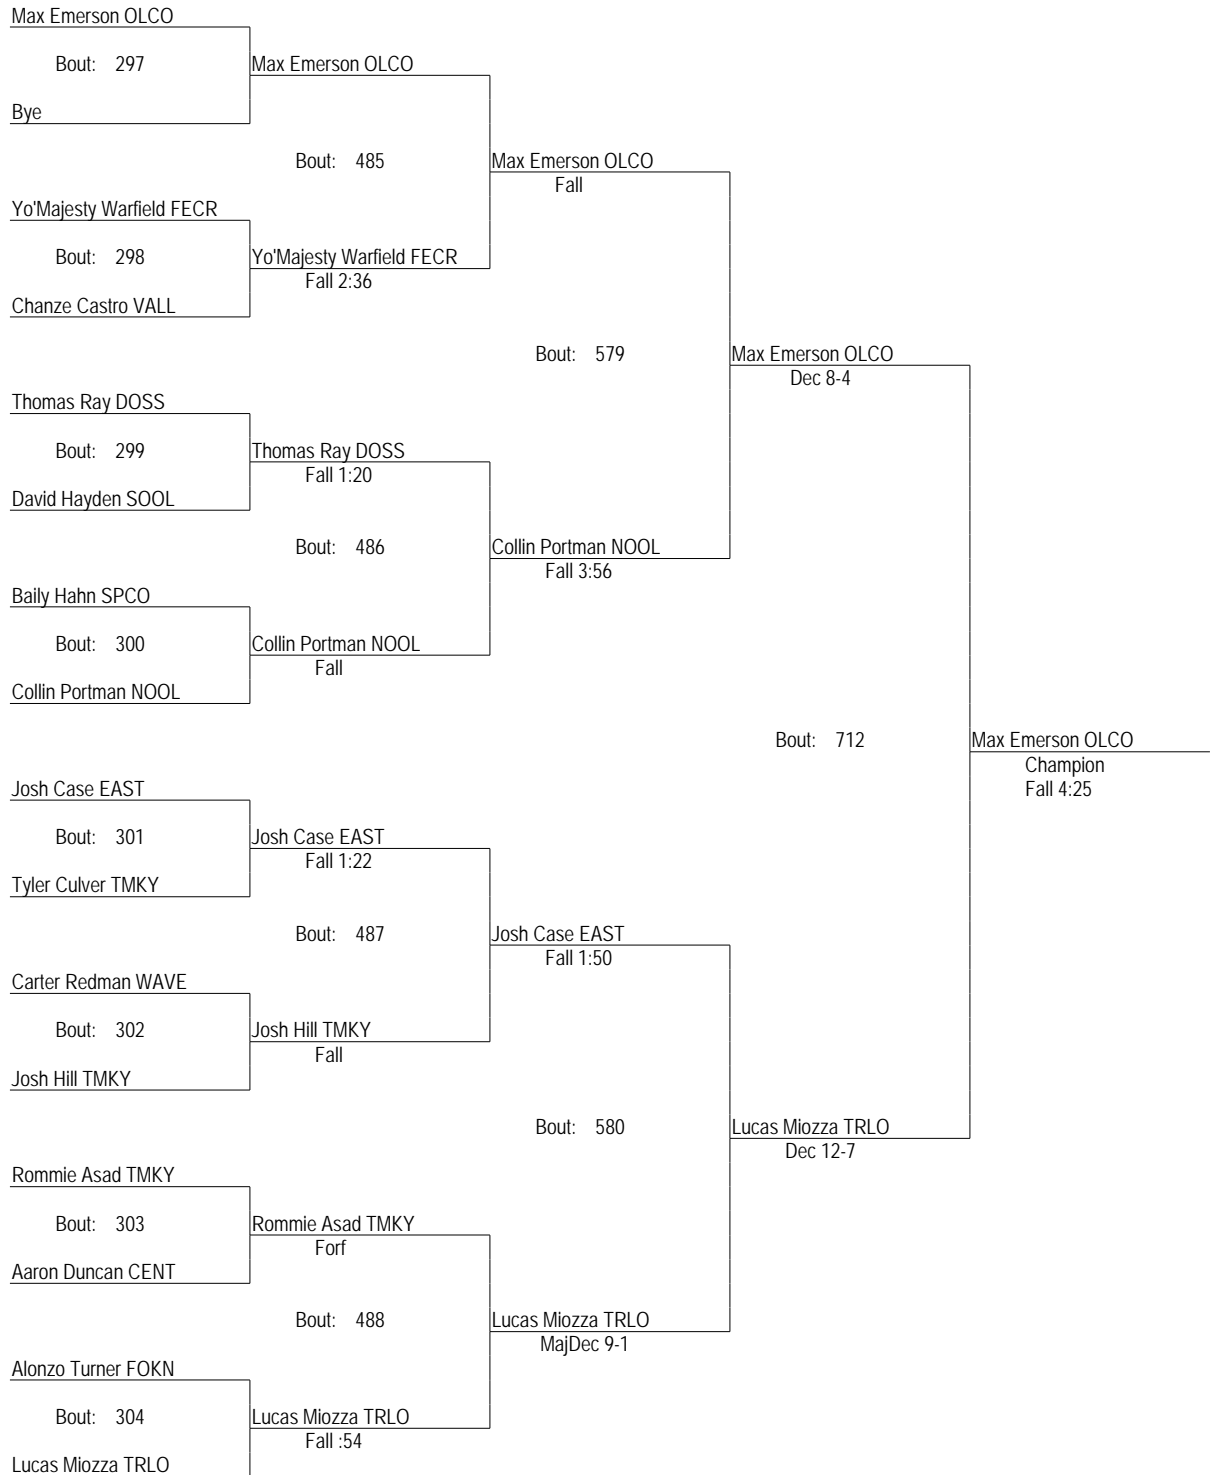 Max Emerson OLCO
Bout: 297
Max Emerson OLCO
Bye
Bout: 485
Max Emerson OLCO
Fall
Yo'Majesty Warfield FECR
Bout: 298
Yo'Majesty Warfield FECR
Fall 2:36
Chanze Castro VALL
Bout: 579
Max Emerson OLCO
Dec 8-4
Thomas Ray DOSS
Bout: 299
Thomas Ray DOSS
Fall 1:20
David Hayden SOOL
Bout: 486
Collin Portman NOOL
Fall 3:56
Baily Hahn SPCO
Bout: 300
Collin Portman NOOL
Fall
Collin Portman NOOL
Bout: 712
Max Emerson OLCO
Champion
Fall 4:25
Josh Case EAST
Bout: 301
Josh Case EAST
Fall 1:22
Tyler Culver TMKY
Bout: 487
Josh Case EAST
Fall 1:50
Carter Redman WAVE
Bout: 302
Josh Hill TMKY
Fall
Josh Hill TMKY
Bout: 580
Lucas Miozza TRLO
Dec 12-7
Rommie Asad TMKY
Bout: 303
Rommie Asad TMKY
Forf
Aaron Duncan CENT
Bout: 488
Lucas Miozza TRLO
MajDec 9-1
Alonzo Turner FOKN
Bout: 304
Lucas Miozza TRLO
Fall :54
Lucas Miozza TRLO